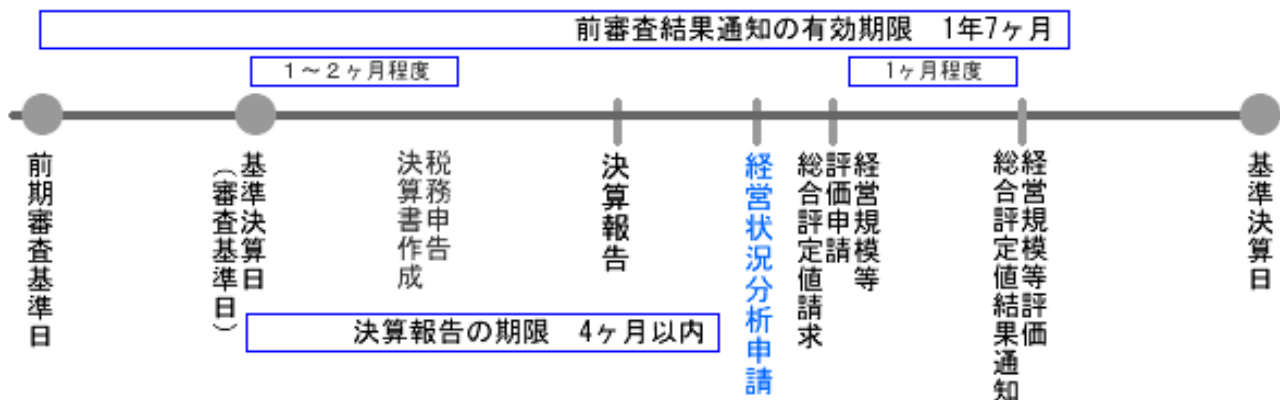 前審査結果通知の有効期限　1年7ヶ月
１～２ヶ月程度
1ヶ月程度
前期審査基準日
基準決算日
（審査基準日）
税務申告
決算書作成
決算報告
経営状況分析申請
経営規模等
評価申請
総合評定値請求
経営規模等評価
総合評定値結果通知
基準決算日
決算報告の期限　4ヶ月以内